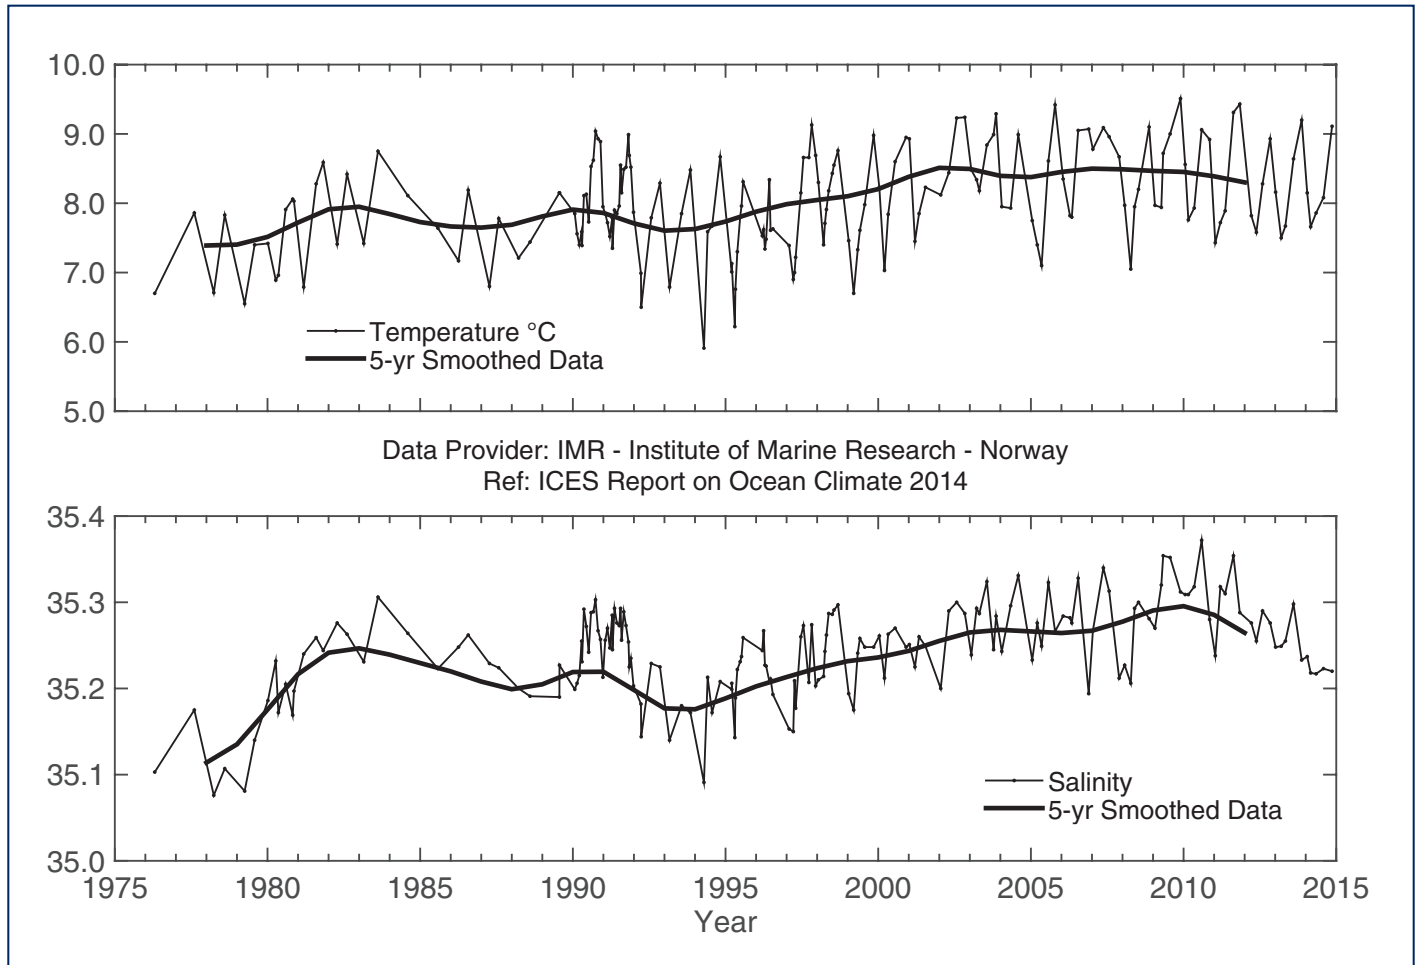 10.0
9.0
8.0
7.0
6.0
5.0
Temperature °C
5-yr Smoothed Data
Data Provider: IMR - Institute of Marine Research - Norway
Ref: ICES Report on Ocean Climate 2014
35.4
35.3
35.2
35.1
35.0
Salinity
5-yr Smoothed Data
1975 1980 1985 1990 1995 2000 2005 2010 2015
Year